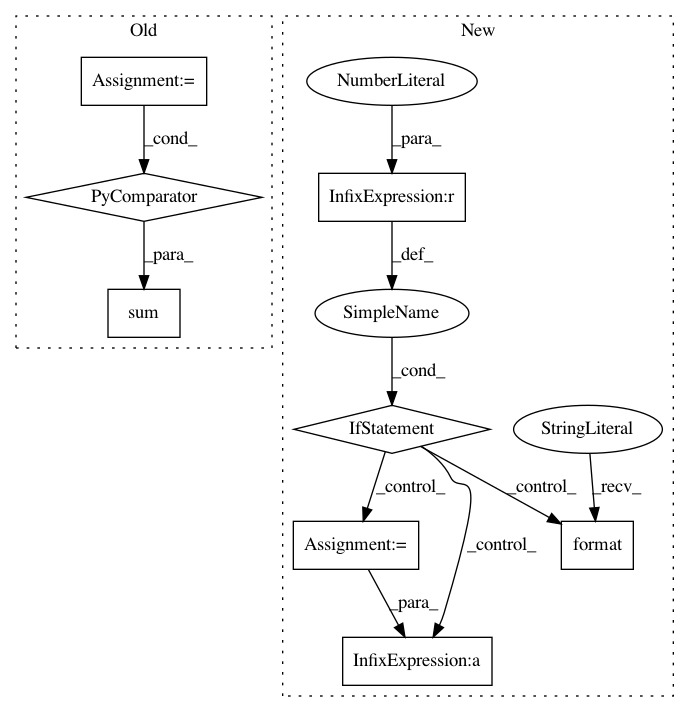 Old
New
Assignment:=
NumberLiteral
_cond_
_para_
PyComparator
InfixExpression:r
_para_
_def_
sum
SimpleName
_cond_
IfStatement
StringLiteral
_control_
_control_
_recv_
_control_
Assignment:=
format
_para_
InfixExpression:a